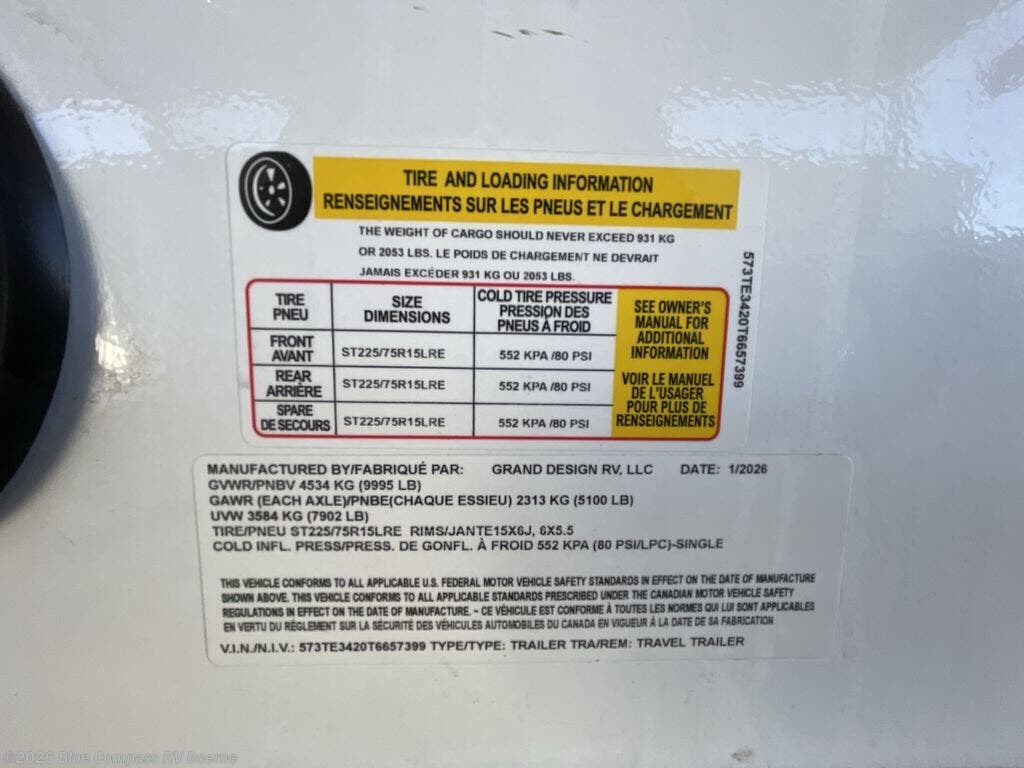 TIRE AND LOADING INFORMATION
RENSEIGNEMENTS SUR LES PNEUS ET LE CHARGEMENT
THE WEIGHT OF CARGO SHOULD NEVER EXCEED 931 KG
OR 2053 LBS. LE POIDS DE CHARGEMENT NE DEVRAIT
JAMAIS EXCÉDER 931 KG OU 2053 LBS.
TIRE
PNEU
SIZE
DIMENSIONS
COLD TIRE PRESSURE
PRESSION DES
PNEUS À FROID
FRONT
AVANT
ST225/75R15LRE
552 KPA /80 PSI
REAR
ARRIÈRE
ST225/75R15LRE
552 KPA /80 PSI
SPARE
DE SECOURS
ST225/75R15LRE
552 KPA /80 PSI
SEE OWNER'S
MANUAL FOR
ADDITIONAL
INFORMATION
VOIR LE MANUEL
DE L'USAGER
POUR PLUS DE
RENSEIGNEMENTS
573TE3420T6657399
MANUFACTURED BY/FABRIQUÉ PAR: GRAND DESIGN RV, LLC DATE: 1/2026
GVWR/PNBV 4534 KG (9995 LB)
GAWR (EACH AXLE)/PNBE(CHAQUE ESSIEU) 2313 KG (5100 LB)
UVW 3584 KG (7902 LB)
TIRE/PNEU ST225/75R15LRE RIMS/JANTE15X6J, 6X5.5
COLD INFL. PRESS/PRESS. DE GONFL. À FROID 552 KPA (80 PSI/LPC)-SINGLE
THIS VEHICLE CONFORMS TO ALL APPLICABLE U.S. FEDERAL MOTOR VEHICLE SAFETY STANDARDS IN EFFECT ON THE DATE OF MANUFACTURE
SHOWN ABOVE. THIS VEHICLE CONFORMS TO ALL APPLICABLE STANDARDS PRESCRIBED UNDER THE CANADIAN MOTOR VEHICLE SAFETY
REGULATIONS IN EFFECT ON THE DATE OF MANUFACTURE. - CE VÉHICULE EST CONFORME À TOUTES LES NORMES QUI LUI SONT APPLICABLES
EN VERTU DU RÈGLEMENT SUR LA SÉCURITÉ DES VÉHICULES AUTOMOBILES DU CANADA EN VIGUEUR À LA DATE DE SA FABRICATION
V.I.N./N.I.V.: 573TE3420T6657399 TYPE/TYPE: TRAILER TRA/REM: TRAVEL TRAILER
©2026 Blue Compass RV Boerne